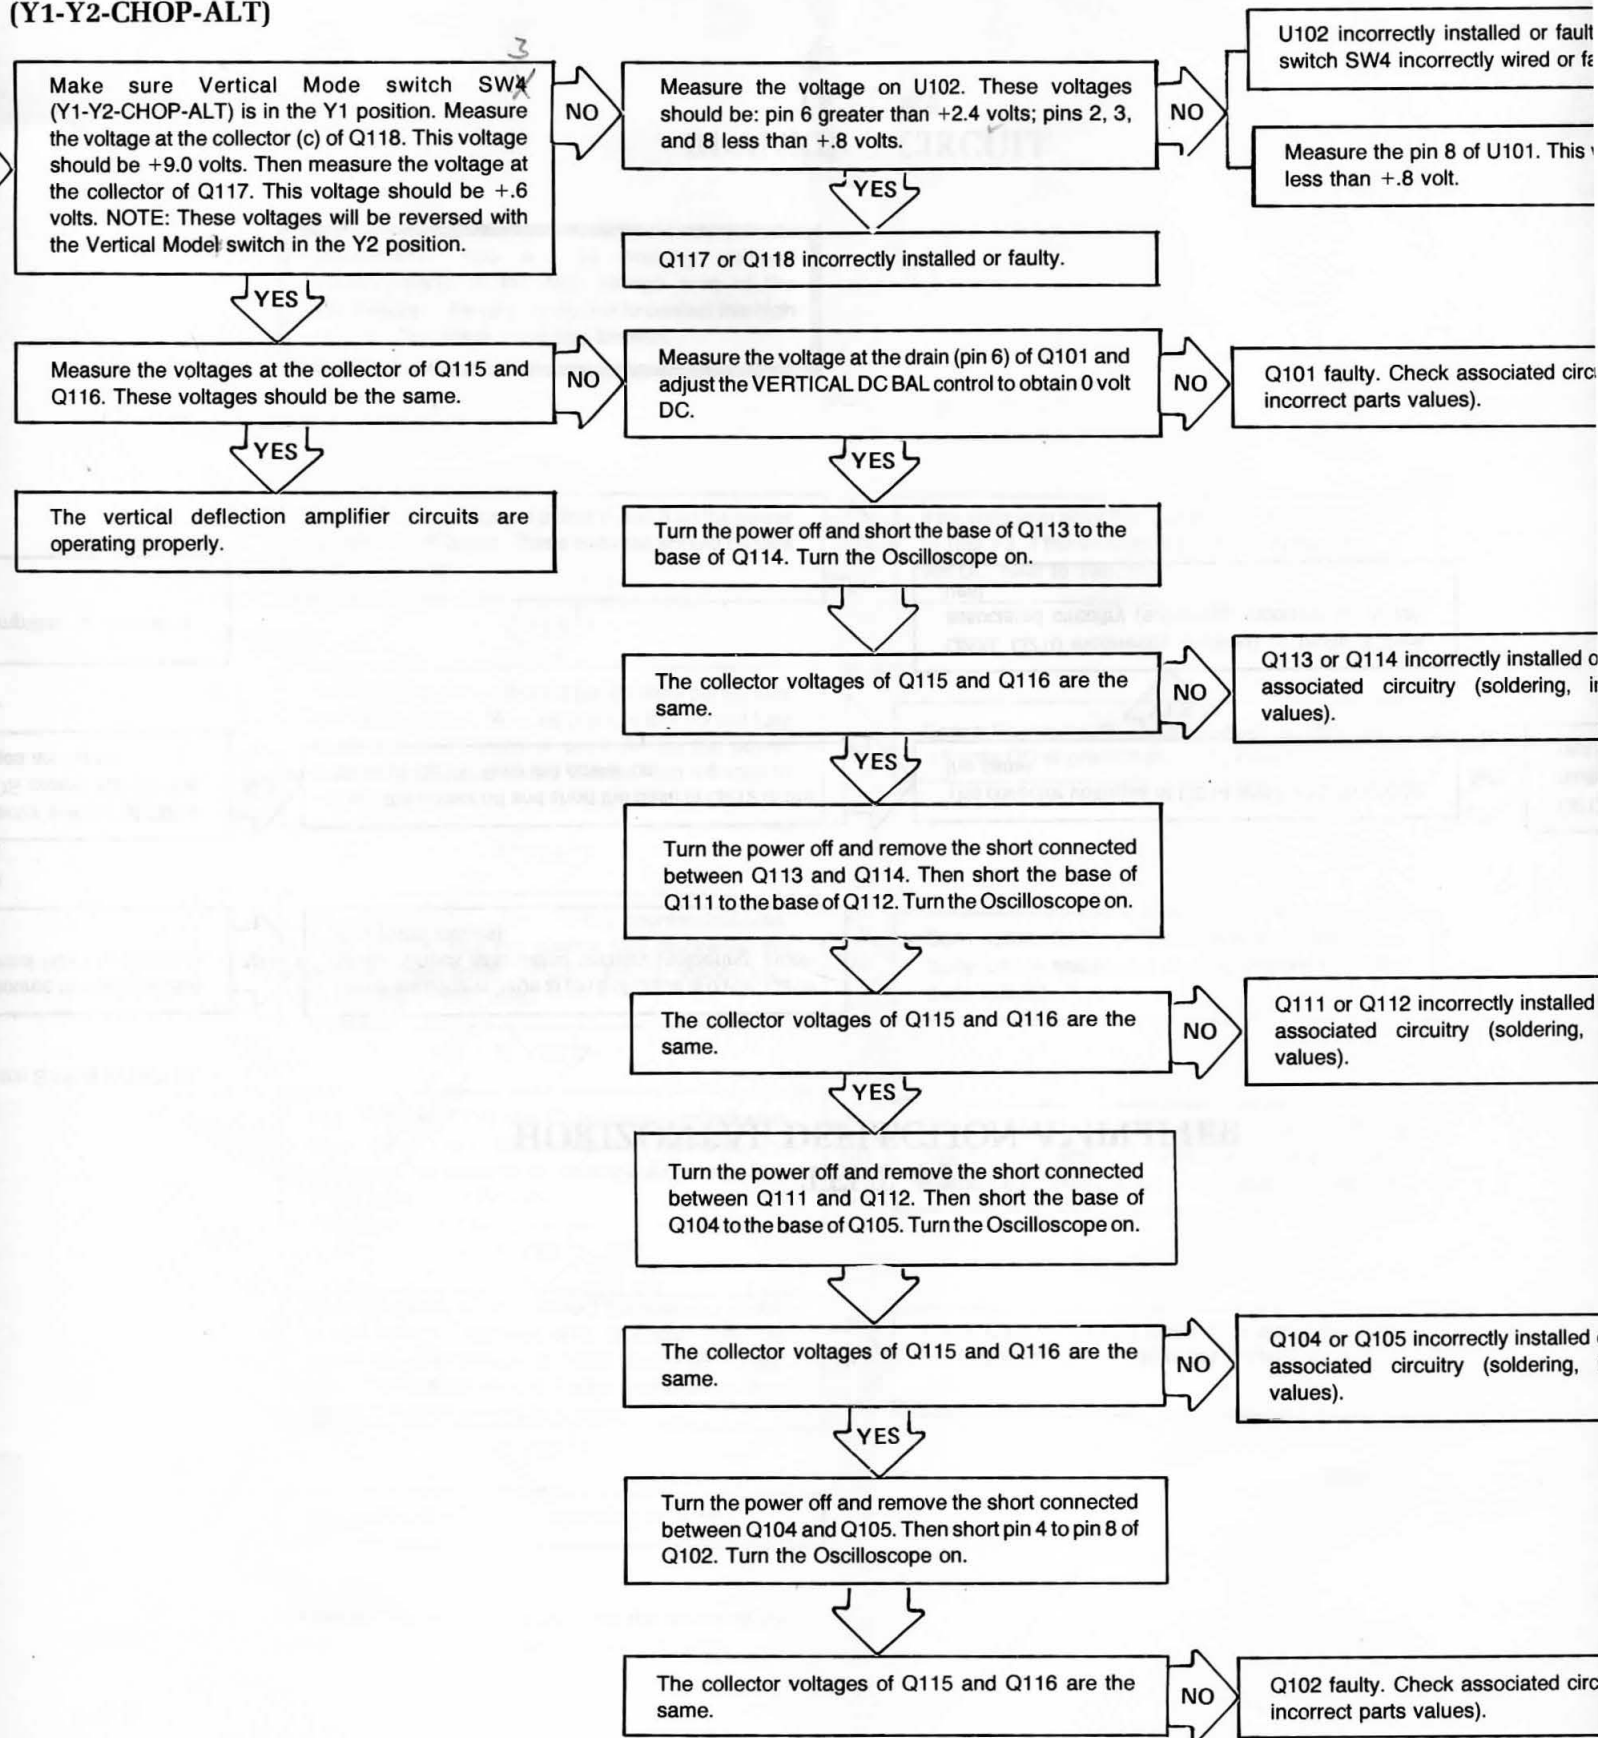 (Y1-Y2-CHOP-ALT)
3
Make sure Vertical Mode switch SW4
(Y1-Y2-CHOP-ALT) is in the Y1 position. Measure
the voltage at the collector (c) of Q118. This voltage
should be +9.0 volts. Then measure the voltage at
the collector of Q117. This voltage should be +.6
volts. NOTE: These voltages will be reversed with
the Vertical Mode switch in the Y2 position.
NO
Measure the voltage on U102. These voltages
should be: pin 6 greater than +2.4 volts; pins 2, 3,
and 8 less than +.8 volts.
NO
U102 incorrectly installed or fault
switch SW4 incorrectly wired or fa
Measure the pin 8 of U101. This
less than +.8 volt.
YES
Q117 or Q118 incorrectly installed or faulty.
YES
Measure the voltages at the collector of Q115 and
Q116. These voltages should be the same.
NO
Measure the voltage at the drain (pin 6) of Q101 and
adjust the VERTICAL DC BAL control to obtain 0 volt
DC.
NO
Q101 faulty. Check associated circ
incorrect parts values).
YES
The vertical deflection amplifier circuits are
operating properly.
YES
Turn the power off and short the base of Q113 to the
base of Q114. Turn the Oscilloscope on.
The collector voltages of Q115 and Q116 are the
same.
NO
Q113 or Q114 incorrectly installed o
associated circuitry (soldering, in
values).
YES
Turn the power off and remove the short connected
between Q113 and Q114. Then short the base of
Q111 to the base of Q112. Turn the Oscilloscope on.
The collector voltages of Q115 and Q116 are the
same.
NO
Q111 or Q112 incorrectly installed
associated circuitry (soldering,
values).
YES
Turn the power off and remove the short connected
between Q111 and Q112. Then short the base of
Q104 to the base of Q105. Turn the Oscilloscope on.
The collector voltages of Q115 and Q116 are the
same.
NO
Q104 or Q105 incorrectly installed
associated circuitry (soldering,
values).
YES
Turn the power off and remove the short connected
between Q104 and Q105. Then short pin 4 to pin 8 of
Q102. Turn the Oscilloscope on.
The collector voltages of Q115 and Q116 are the
same.
NO
Q102 faulty. Check associated circ
incorrect parts values).